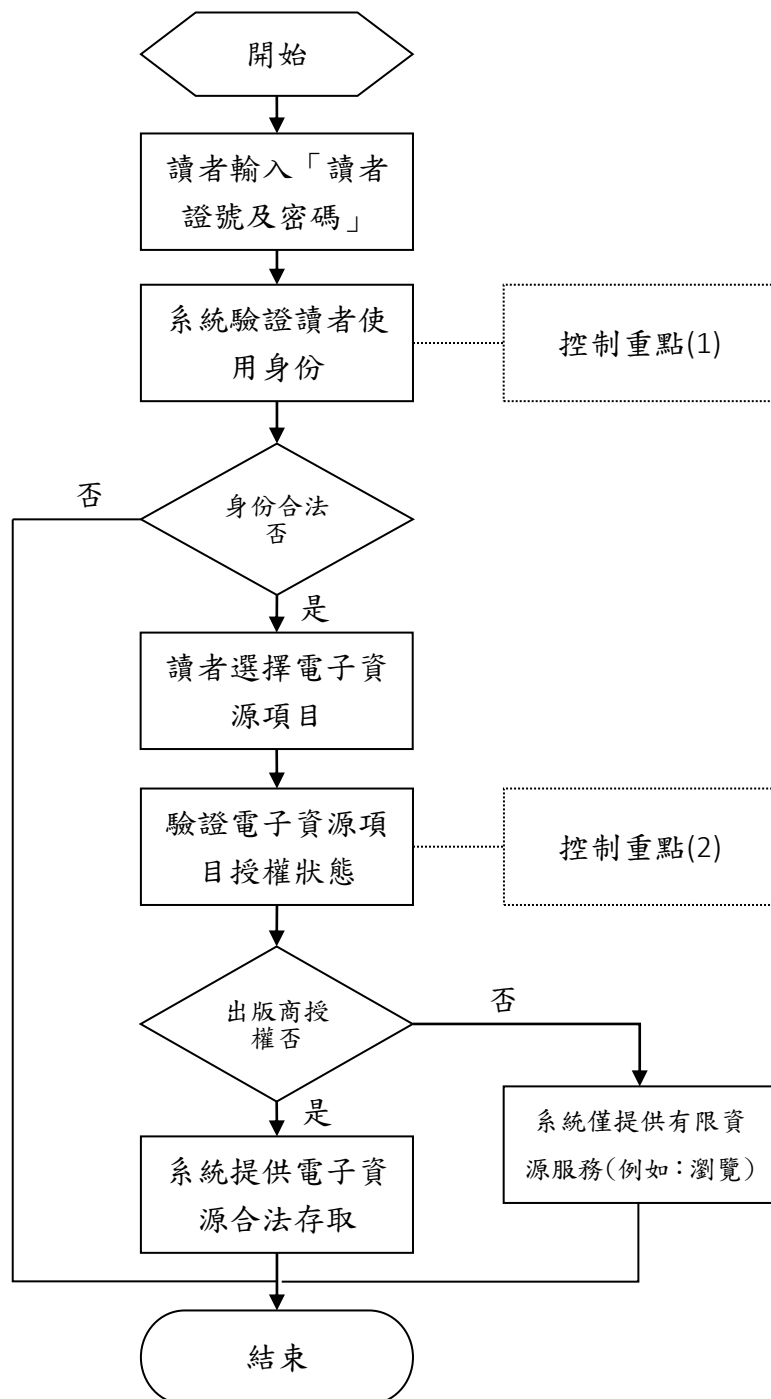 開始
讀者輸入「讀者
證號及密碼」
系統驗證讀者使
用身份
控制重點(1)
否
身份合法
否
是
讀者選擇電子資
源項目
驗證電子資源項
目授權狀態
控制重點(2)
出版商授
權否
否
是
系統僅提供有限資
源服務(例如：瀏覽)
系統提供電子資
源合法存取
結束